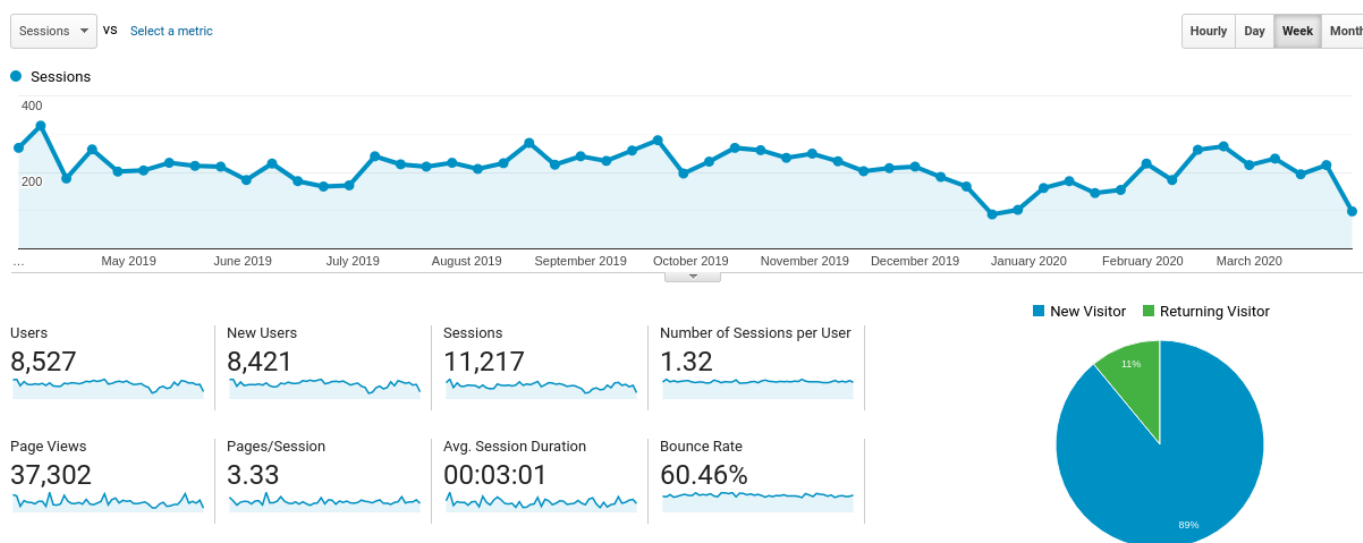 Sessions vs Select a metric Hourly Day Week Month
Sessions
400
200
... May 2019 June 2019 July 2019 August 2019 September 2019 October 2019 November 2019 December 2019 January 2020 February 2020 March 2020
New Visitor Returning Visitor
Users New Users Sessions Number of Sessions per User
8,527 8,421 11,217 1.32
11%
Page Views Pages/Session Avg. Session Duration Bounce Rate
37,302 3.33 00:03:01 60.46%
89%